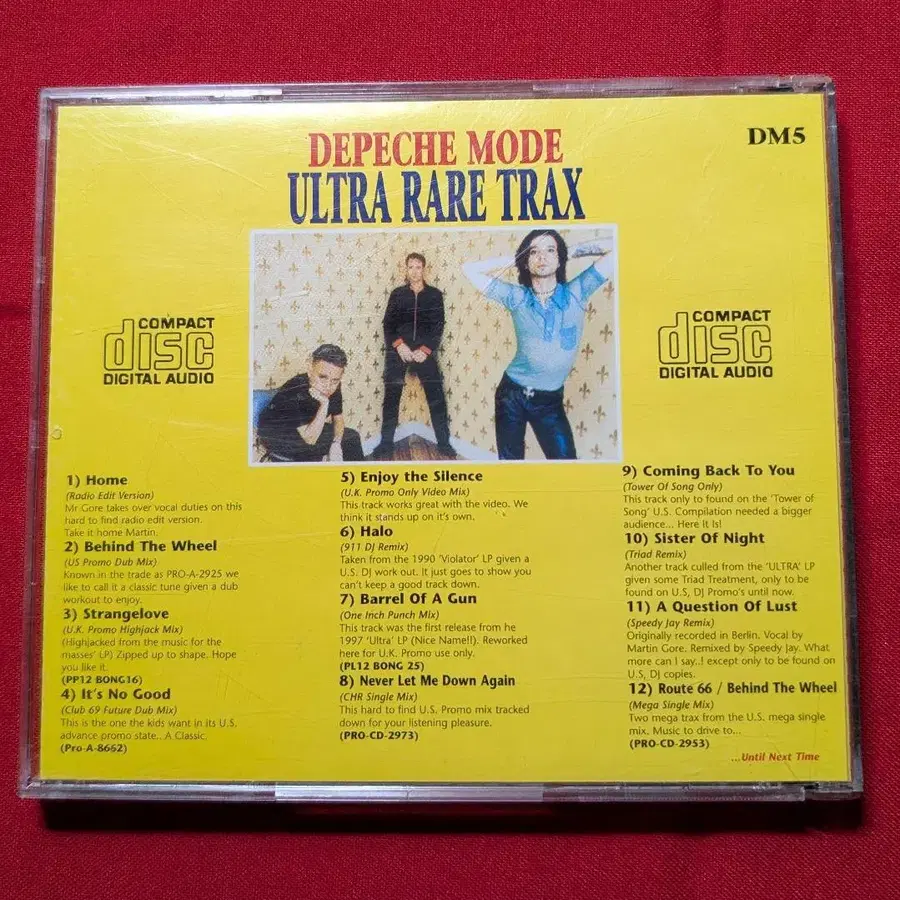 DEPECHE MODE
ULTRA RARE TRAX
DM5
COMPACT
disc
DIGITAL AUDIO
COMPACT
disc
DIGITAL AUDIO
1) Home
(Radio Edit Version)
Mr Gore takes over vocal duties on this
hard to find radio edit version.
Take it home Martin.
2) Behind The Wheel
(US Promo Dub Mix)
Known in the trade as PRO-A-2925 we
like to call it a classic tune given a dub
workout to enjoy.
3) Strangelove
(U.K. Promo Highjack Mix)
(Highjacked from the music for the
masses' LP) Zipped up to shape. Hope
you like it.
(PP12 BONG16)
4) It's No Good
(Club 69 Future Dub Mix)
This is the one the kids want in its U.S.
advance promo state...A Classic.
(Pro-A-8662)
5) Enjoy the Silence
(U.K. Promo Only Video Mix)
This track works great with the video. We
think it stands up on it's own.
6) Halo
(911 DJ Remix)
Taken from the 1990 'Violator' LP given a
U.S. DJ work out. It just goes to show you
can't keep a good track down.
7) Barrel Of A Gun
(One Inch Punch Mix)
This track was the first release from he
1997 'Ultra' LP (Nice Name!!). Reworked
here for U.K. Promo use only.
(PL12 BONG 25)
8) Never Let Me Down Again
(CHR Single Mix)
This hard to find U.S. Promo mix tracked
down for your listening pleasure.
(PRO-CD-2973)
9) Coming Back To You
(Tower Of Song Only)
This track only to found on the 'Tower of
Song' U.S. Compilation needed a bigger
audience... Here It Is!
10) Sister Of Night
(Triad Remix)
Another track culled from the 'ULTRA' LP
given some Triad Treatment, only to be
found on U.S, DJ Promo's until now.
11) A Question Of Lust
(Speedy Jay Remix)
Originally recorded in Berlin. Vocal by
Martin Gore. Remixed by Speedy Jay. What
more can I say..! except only to be found on
U.S, DJ copies.
12) Route 66 / Behind The Wheel
(Mega Single Mix)
Two mega trax from the U.S. mega single
mix. Music to drive to...
(PRO-CD-2953)
...Until Next Time